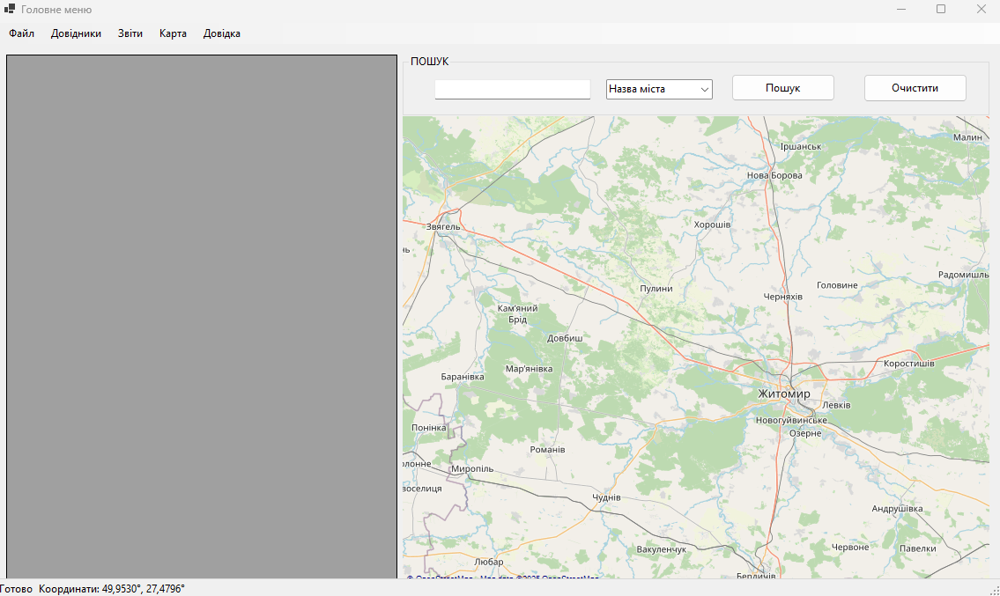 Головне меню
Файл Довідники Звіти Карта Довідка
ПОШУК
Назва міста Пошук Очистити
Малин
Іршанськ
Нова Борова
Хорошів
Звягель
нь
Радомишль
Головине
Пулини
Черняхів
Кам'яний
Брід
Довбиш
Коростишів
Мар'янівка
Баранівка
Житомир
Левків
Новогуйвинське
Понінка
Озерне
Романів
олонне
Миропіль
воселиця
Чуднів
Андрушівка
Червоне
Павелки
Вакуленчук
Любар
Бердичів
© OpenStreetMap - Map data ©2025 OpenStreetMap
Готово Координати: 49,9530°, 27,4796°